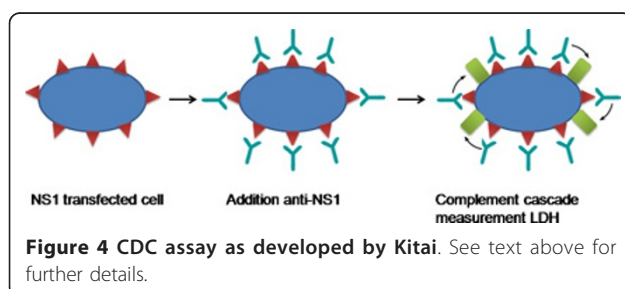 NS1 transfected cell
Addition anti-NS1
Complement cascade
measurement LDH
Figure 4 CDC assay as developed by Kitai. See text above for
further details.